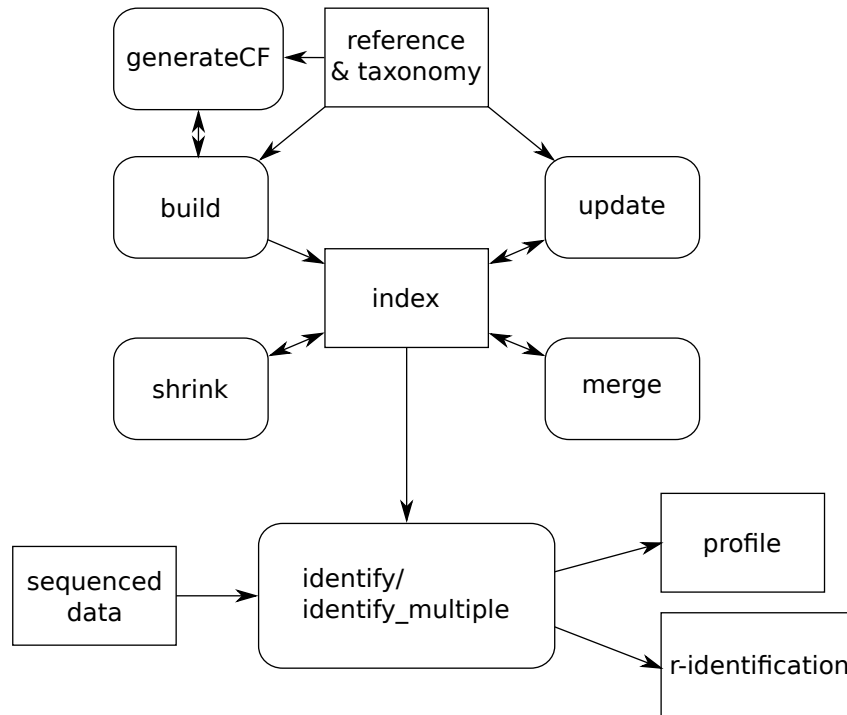 generateCF
reference
& taxonomy
build
update
index
shrink
merge
profile
identify/
identify_multiple
sequenced
data
r-identification